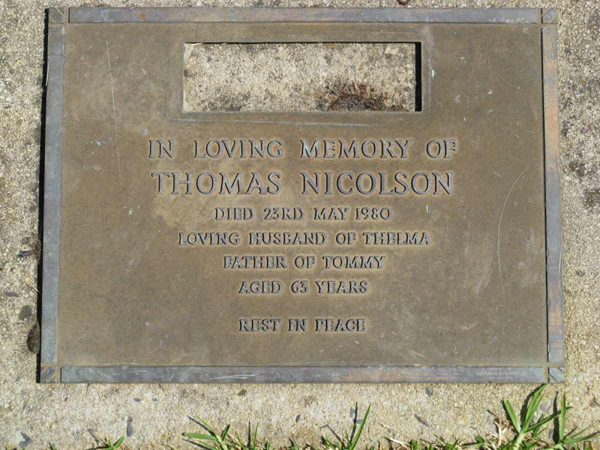 IN LOVING MEMORY OF
THOMAS NICOLSON
DIED 23RD MAY 1980
LOVING HUSBAND OF THELMA
FATHER OF TOMMY
AGED 63 YEARS
REST IN PEACE